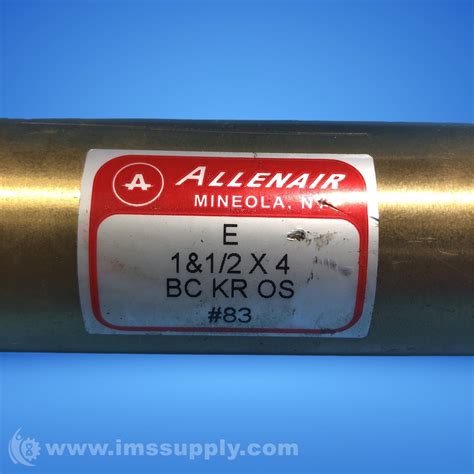 A ALLENAIR
MINEOLA, N
E
1&1/2 X 4
BC KR OS
#83
www.imssupply.com